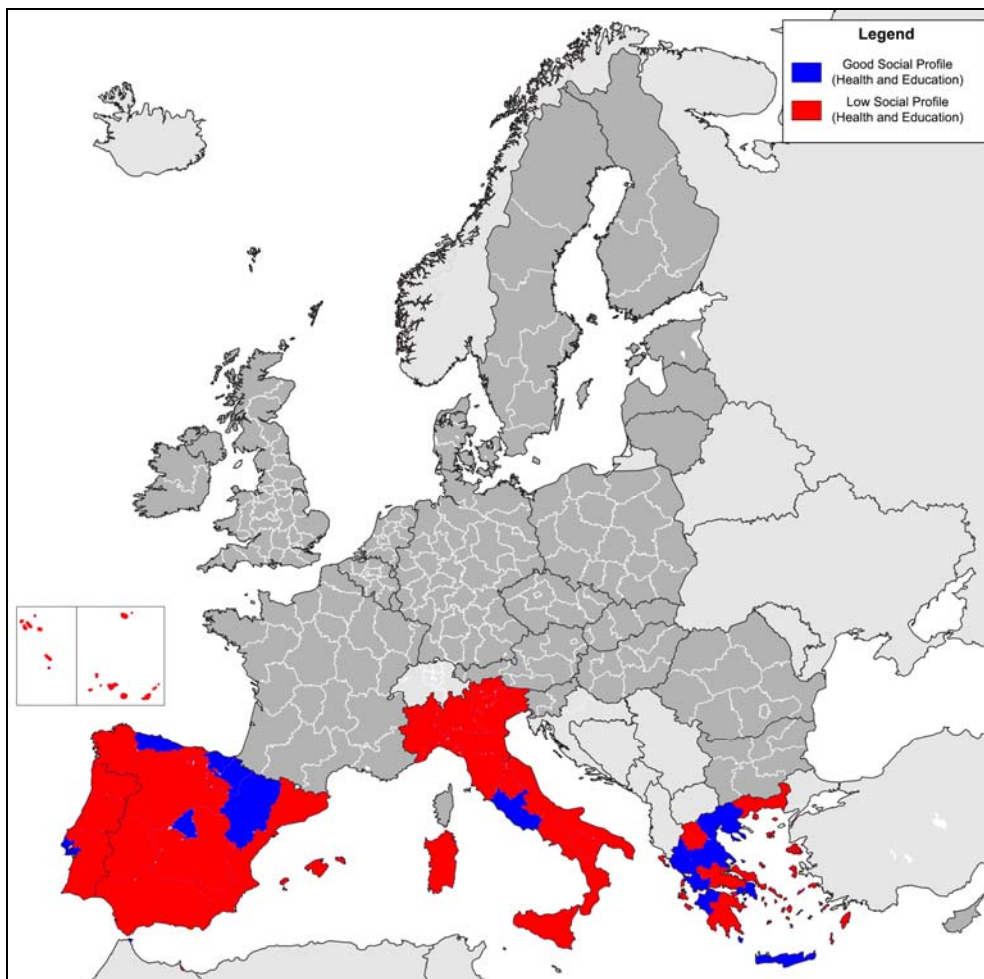 Legend
Good Social Profile
(Health and Education)
Low Social Profile
(Health and Education)